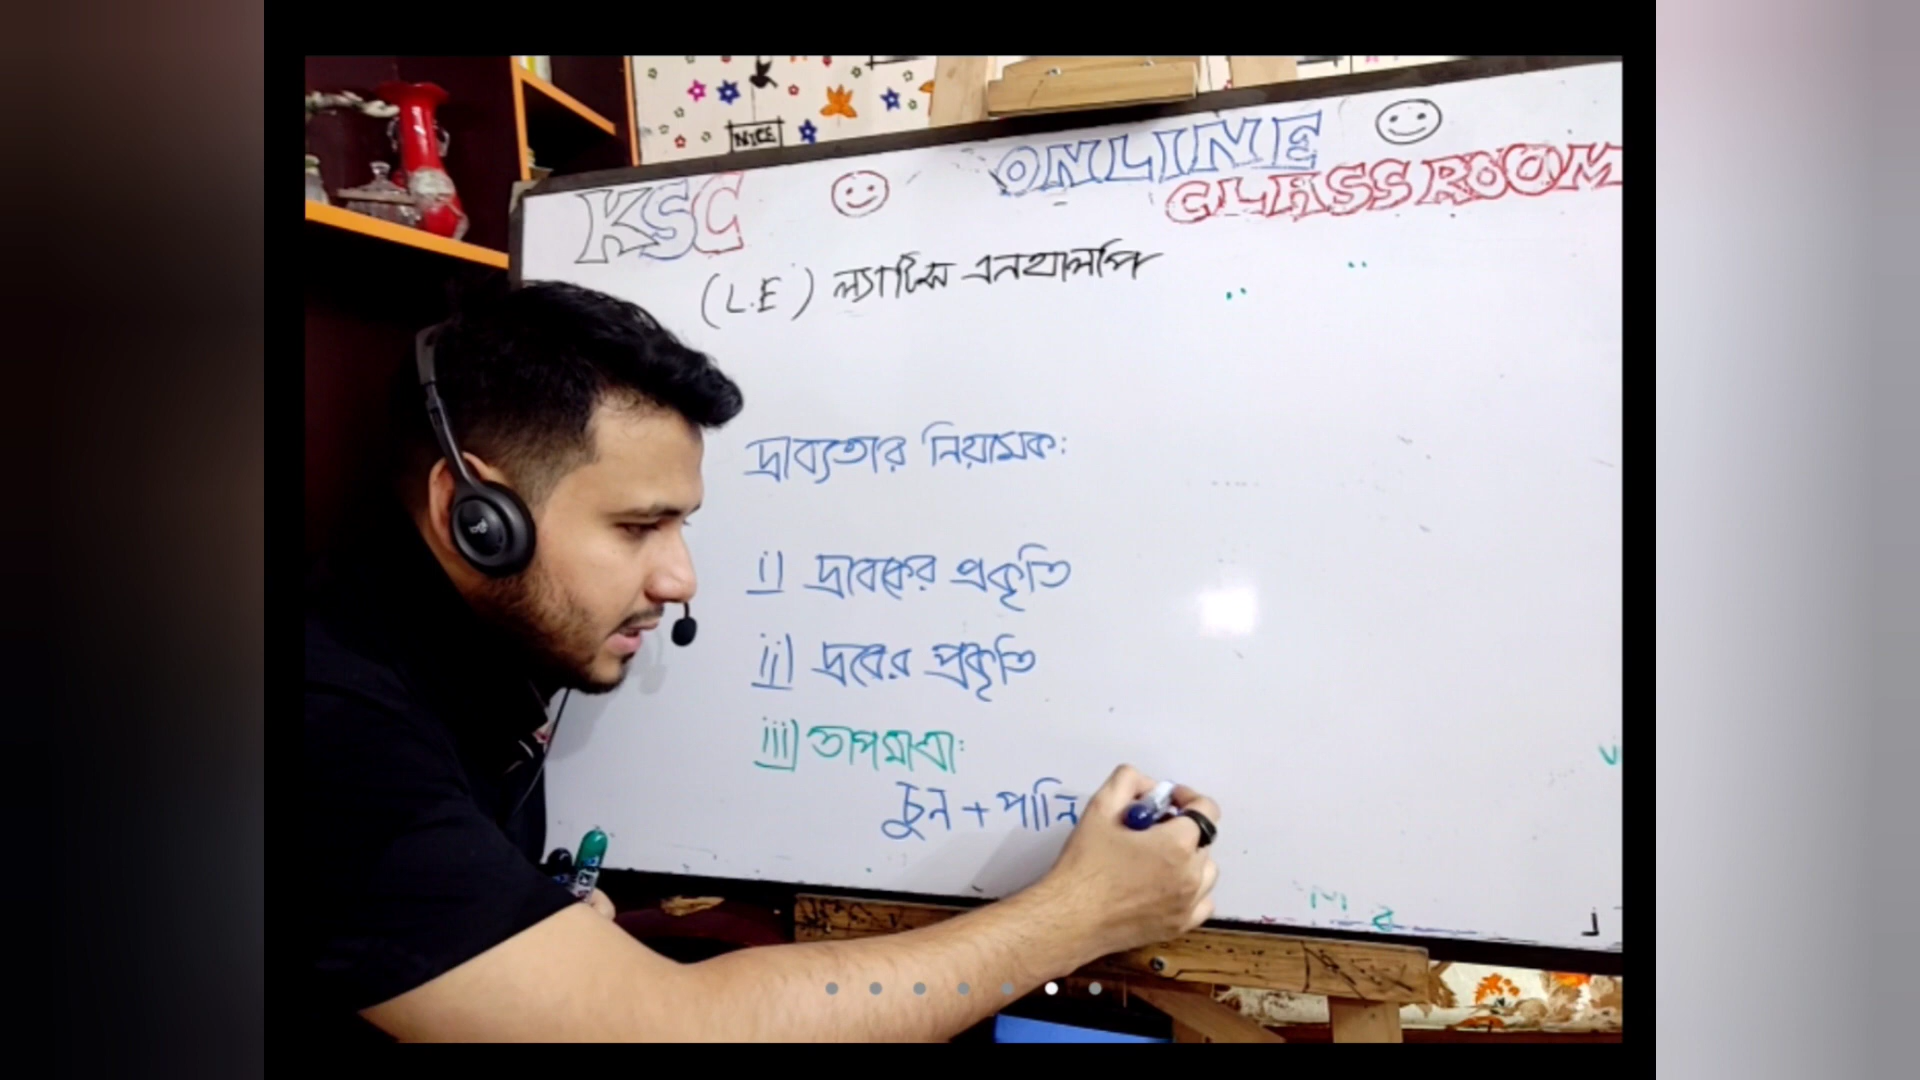 NICE
KSC ONLINE
CLASSROOM
(L.E) ল্যাটিস এনথালপি
দ্রাব্যতার নিয়ামক:
i) দ্রাবকের প্রকৃতি
ii) দ্রবের প্রকৃতি
iii) তাপমাত্রা:
চুন + পানি